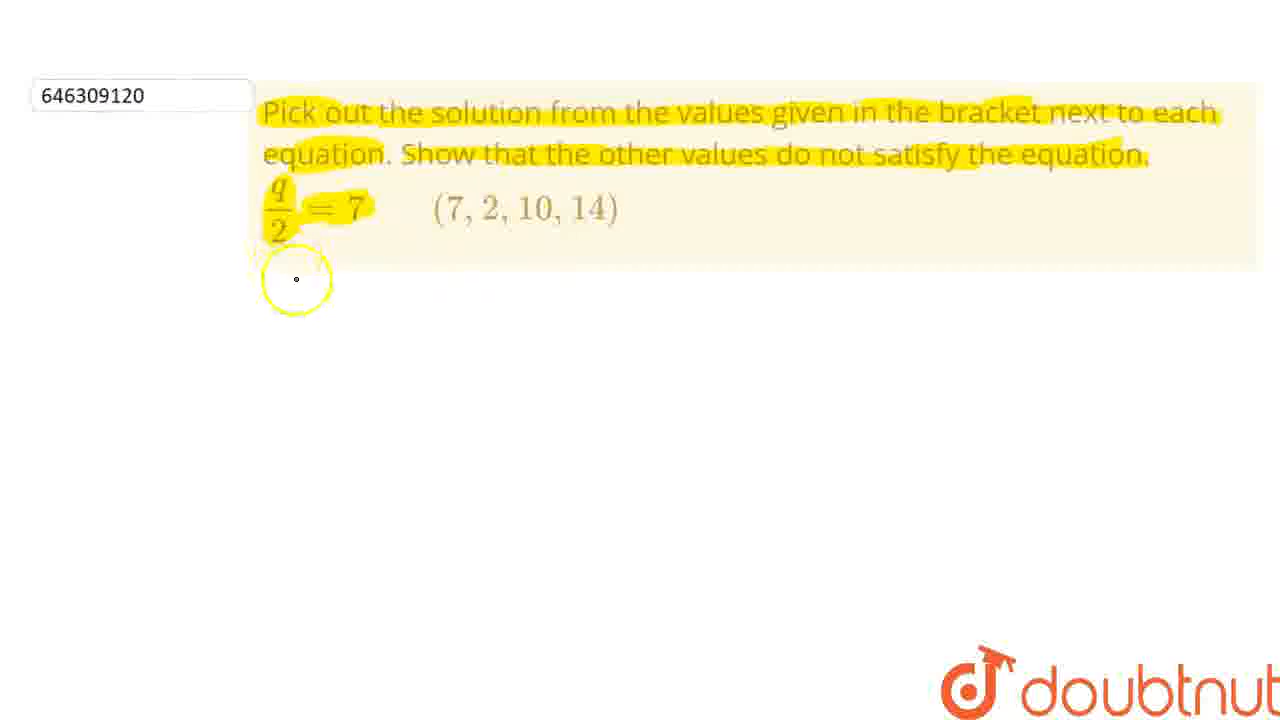 646309120
Pick out the solution from the values given in the bracket next to each
equation. Show that the other values do not satisfy the equation.
q/2 = 7 (7, 2, 10, 14)
doubtnut